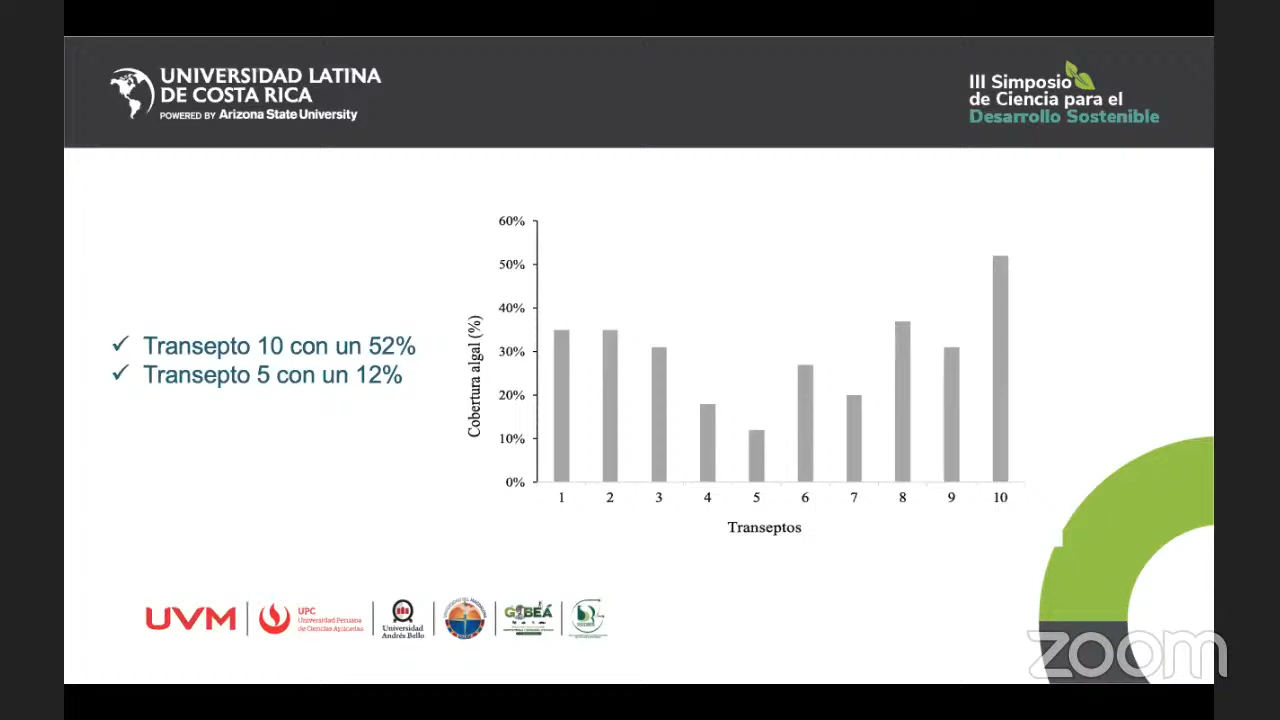 UNIVERSIDAD LATINA
DE COSTA RICA
POWERED BY Arizona State University
III Simposio
de Ciencia para el
Desarrollo Sostenible
✓ Transepto 10 con un 52%
✓ Transepto 5 con un 12%
Cobertura algal (%)
60%
50%
40%
30%
20%
10%
0%
1 2 3 4 5 6 7 8 9 10
Transeptos
UVM
UPC
Universidad Peruana
de Ciencias Aplicadas
Universidad
Andrés Bello
zoom